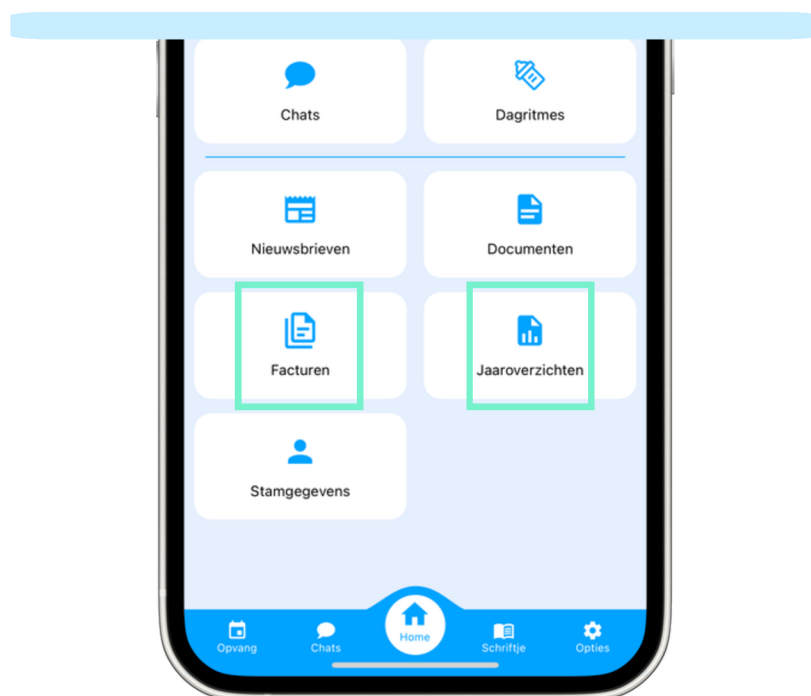 Chats
Dagritmes
Nieuwsbrieven
Documenten
Facturen
Jaaroverzichten
Stamgegevens
Opvang
Chats
Home
Schriftje
Opties